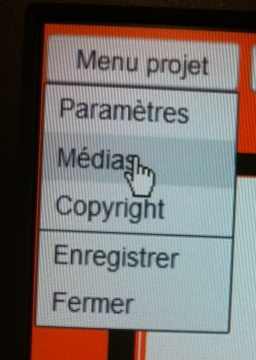 Menu projet
Paramètres
Médias
Copyright
Enregistrer
Fermer